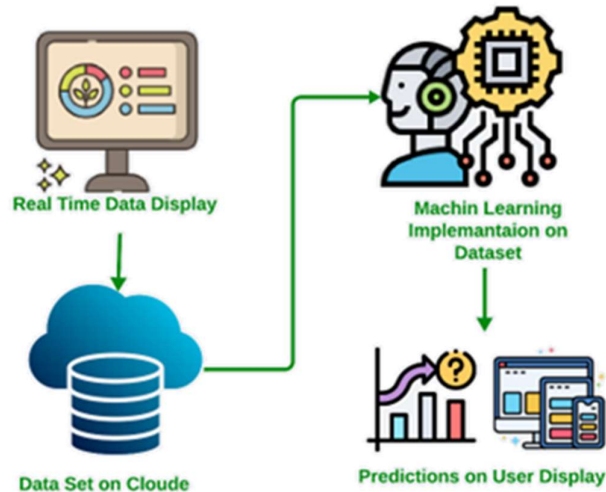 Real Time Data Display
Data Set on Cloude
Machin Learning
Implemantaion on
Dataset
?
Predictions on User Display